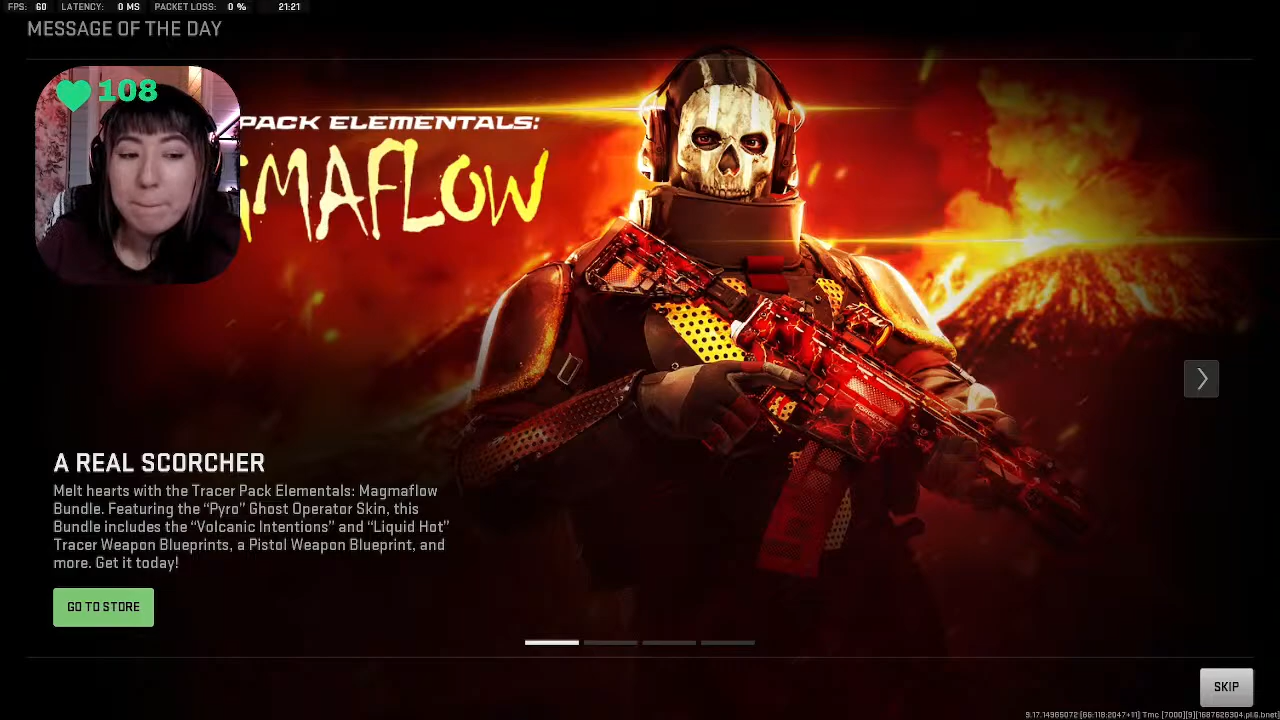 FPS: 60 LATENCY: 0 MS PACKET LOSS: 0 % 21:21
MESSAGE OF THE DAY
108
PACK ELEMENTALS:
GMAFLOW
A REAL SCORCHER
Melt hearts with the Tracer Pack Elementals: Magmaflow
Bundle. Featuring the “Pyro” Ghost Operator Skin, this
Bundle includes the “Volcanic Intentions” and “Liquid Hot”
Tracer Weapon Blueprints, a Pistol Weapon Blueprint, and
more. Get it today!
GO TO STORE
SKIP